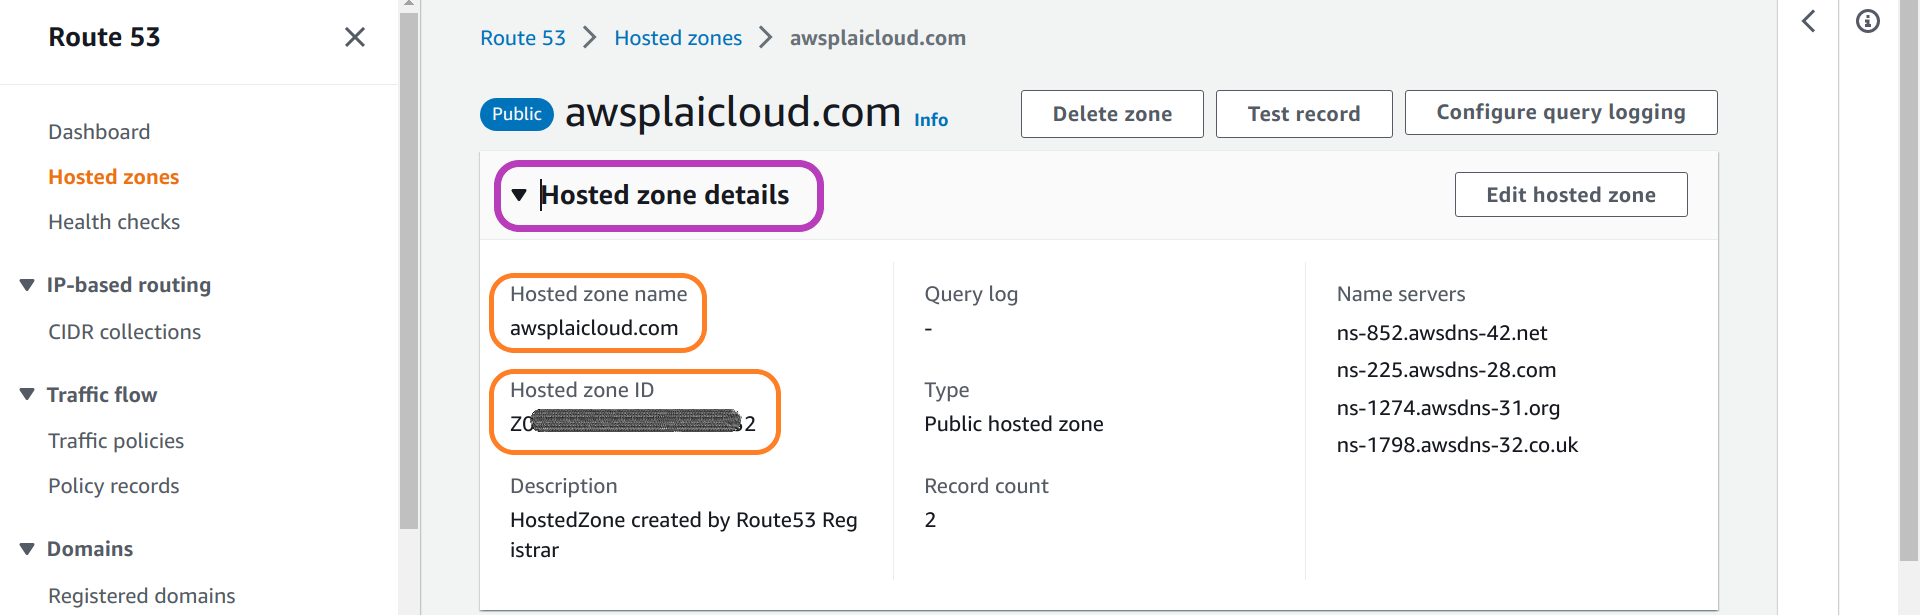 Route 53
Dashboard
Hosted zones
Health checks
IP-based routing
CIDR collections
Traffic flow
Traffic policies
Policy records
Domains
Registered domains
Route 53 Hosted zones awsplaicloud.com
Public awsplaicloud.com Info Delete zone Test record Configure query logging
Hosted zone details Edit hosted zone
Hosted zone name
awsplaicloud.com
Hosted zone ID
Description
HostedZone created by Route53 Reg
istrar
Query log
-
Type
Public hosted zone
Record count
2
Name servers
ns-852.awsdns-42.net
ns-225.awsdns-28.com
ns-1274.awsdns-31.org
ns-1798.awsdns-32.co.uk